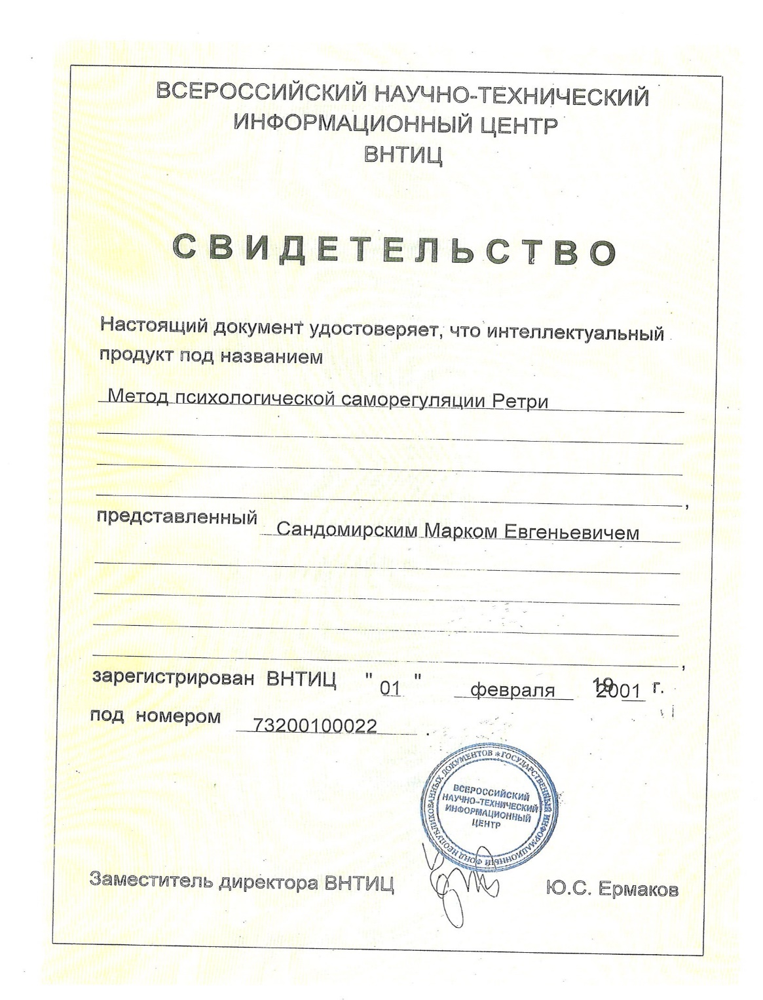 ВСЕРОССИЙСКИЙ НАУЧНО-ТЕХНИЧЕСКИЙ
ИНФОРМАЦИОННЫЙ ЦЕНТР
ВНТИЦ
СВИДЕТЕЛЬСТВО
Настоящий документ удостоверяет, что интеллектуальный
продукт под названием
Метод психологической саморегуляции Ретри
,
представленный Сандомирским Марком Евгеньевичем
,
зарегистрирован ВНТИЦ "01" февраля 2001 г.
под номером 73200100022.
ГОСУДАРСТВЕННЫЙ ИНФОРМАЦИОННЫЙ ФОНД НЕОПУБЛИКОВАННЫХ ДОКУМЕНТОВ *
ВСЕРОССИЙСКИЙ
НАУЧНО-ТЕХНИЧЕСКИЙ
ИНФОРМАЦИОННЫЙ
ЦЕНТР
Заместитель директора ВНТИЦ Ю.С. Ермаков